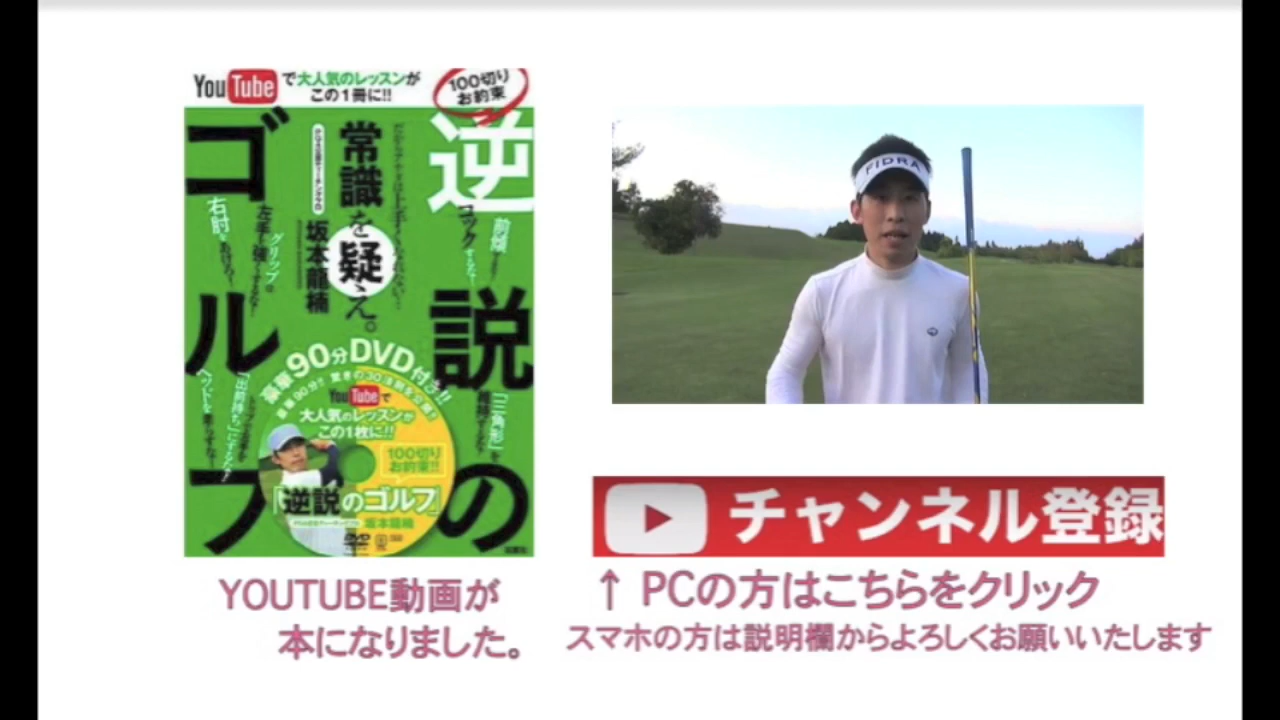 YouTubeで大人気のレッスンが
この1冊に!!
100切り
お約束
逆説の
ゴルフ
常識を疑え。
坂本龍楠
豪華90分DVD付き!!
YouTubeで
大人気のレッスンが
この1枚に!!
100切り
お約束!!
「逆説のゴルフ」
坂本龍楠
DVD
FIDRA
チャンネル登録
YOUTUBE動画が
本になりました。
↑ PCの方はこちらをクリック
スマホの方は説明欄からよろしくお願いいたします